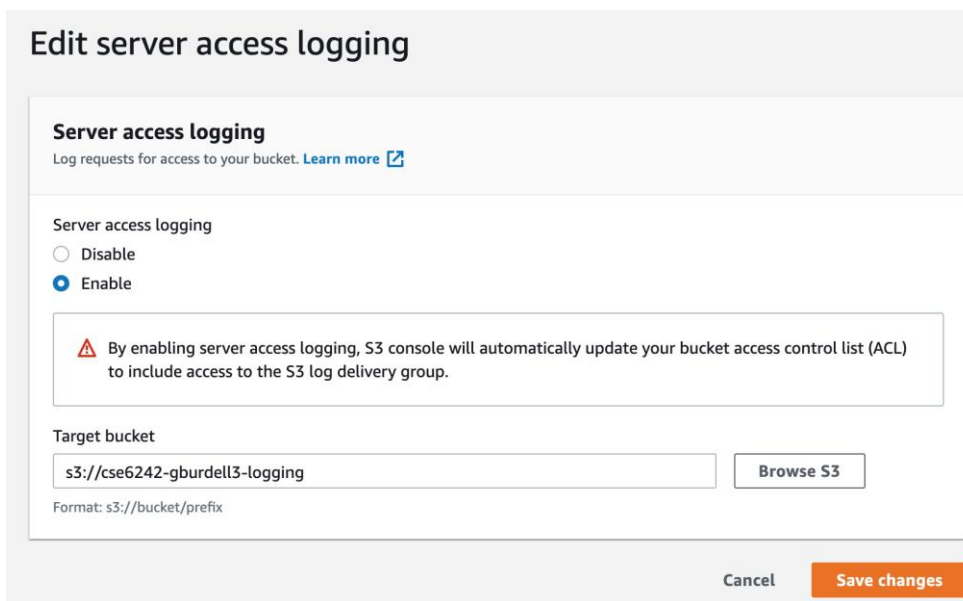 Edit server access logging
Server access logging
Log requests for access to your bucket. Learn more
Server access logging
Disable
Enable
By enabling server access logging, S3 console will automatically update your bucket access control list (ACL)
to include access to the S3 log delivery group.
Target bucket
s3://cse6242-gburdell3-logging
Browse S3
Format: s3://bucket/prefix
Cancel
Save changes